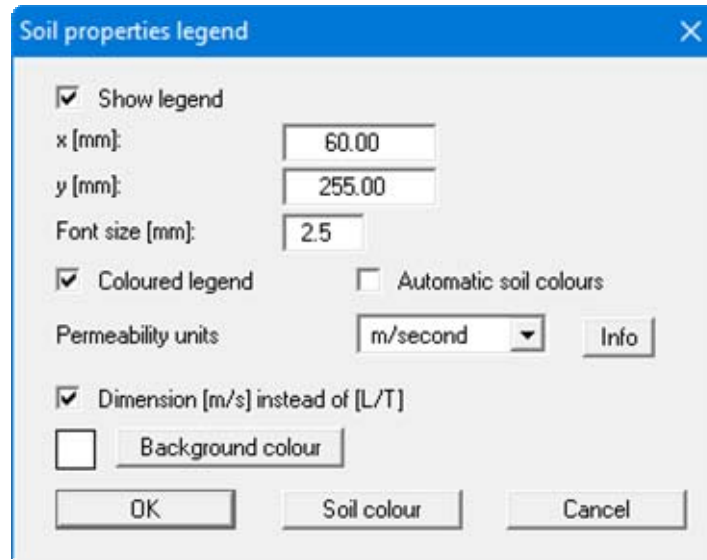 Soil properties legend
Show legend
x [mm]: 60.00
y [mm]: 255.00
Font size [mm]: 2.5
Coloured legend Automatic soil colours
Permeability units m/second Info
Dimension [m/s] instead of [L/T]
Background colour
OK Soil colour Cancel